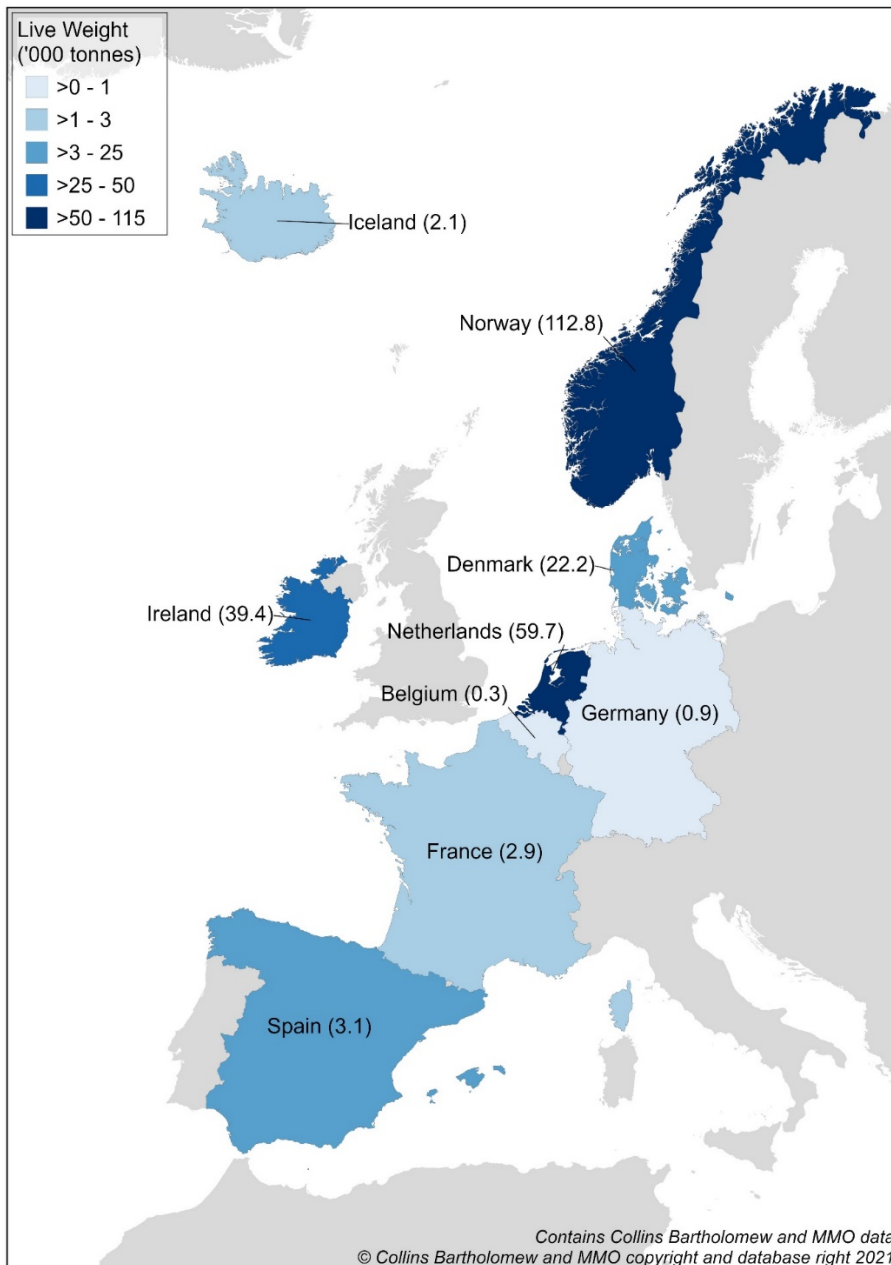 Live Weight
('000 tonnes)
>0 - 1
>1 - 3
>3 - 25
>25 - 50
>50 - 115
Iceland (2.1)
Norway (112.8)
Denmark (22.2)
Ireland (39.4)
Netherlands (59.7)
Belgium (0.3)
Germany (0.9)
France (2.9)
Spain (3.1)
Contains Collins Bartholomew and MMO data
© Collins Bartholomew and MMO copyright and database right 2021